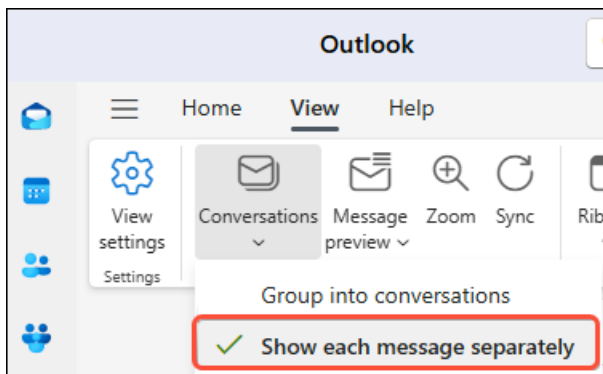 Outlook
Home View Help
View settings
Conversations
Message preview
Zoom
Sync
Rib
Settings
Group into conversations
Show each message separately